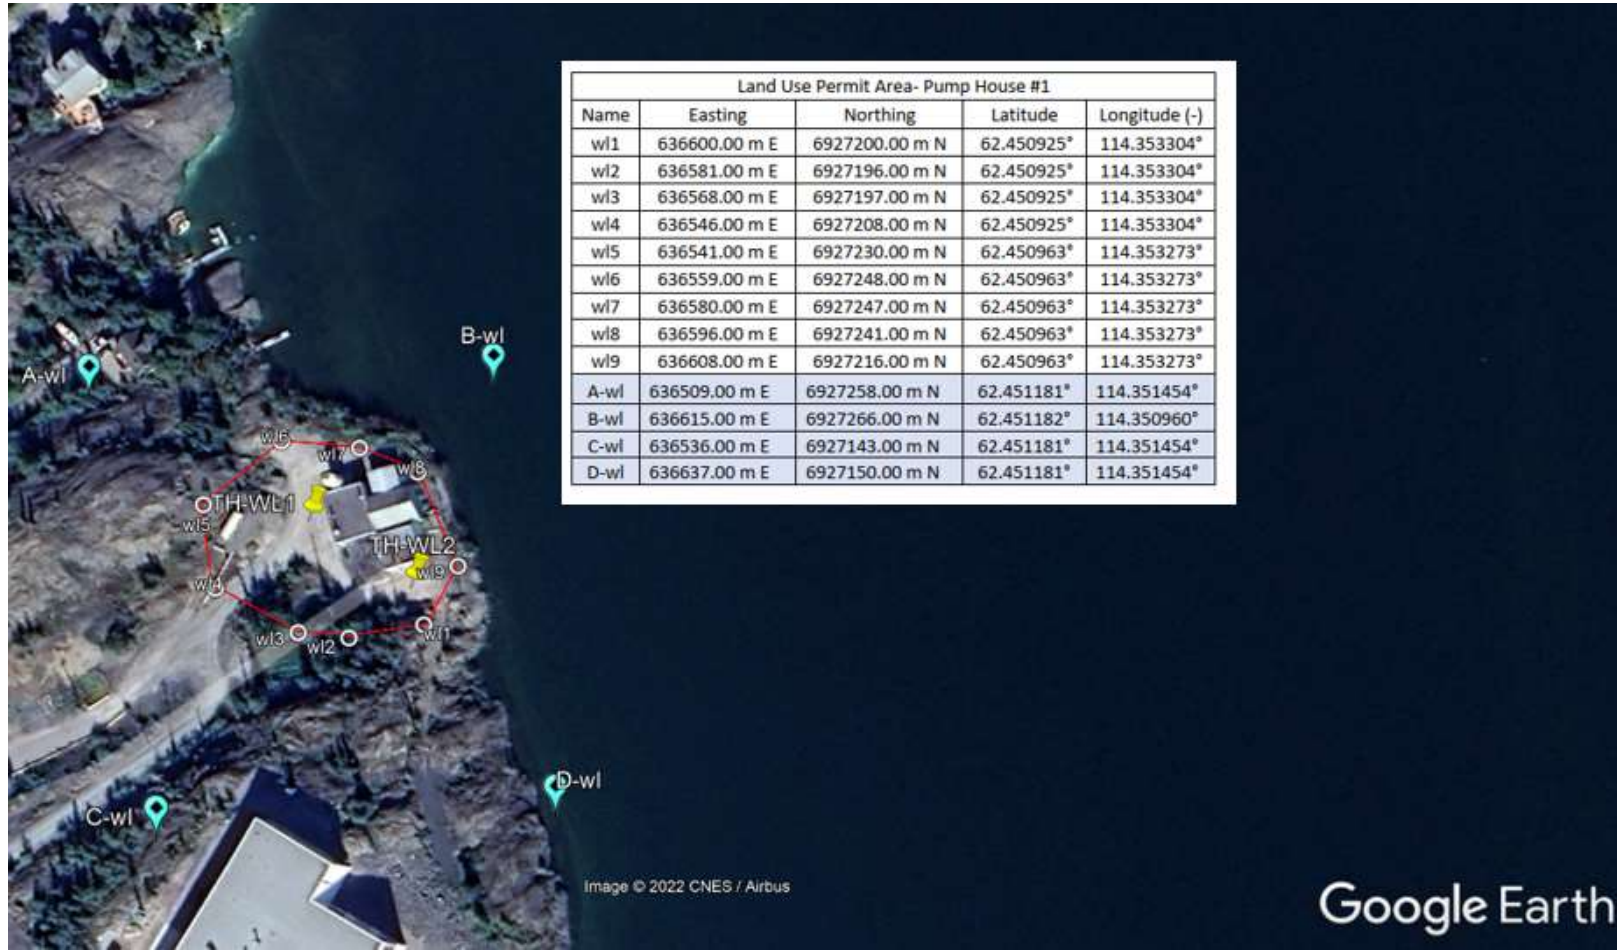 Land Use Permit Area- Pump House #1
Name Easting Northing Latitude Longitude (-)
wl1 636600.00 m E 6927200.00 m N 62.450925° 114.353304°
wl2 636581.00 m E 6927196.00 m N 62.450925° 114.353304°
wl3 636568.00 m E 6927197.00 m N 62.450925° 114.353304°
wl4 636546.00 m E 6927208.00 m N 62.450925° 114.353304°
wl5 636541.00 m E 6927230.00 m N 62.450963° 114.353273°
wl6 636559.00 m E 6927248.00 m N 62.450963° 114.353273°
wl7 636580.00 m E 6927247.00 m N 62.450963° 114.353273°
wl8 636596.00 m E 6927241.00 m N 62.450963° 114.353273°
wl9 636608.00 m E 6927216.00 m N 62.450963° 114.353273°
A-wl 636509.00 m E 6927258.00 m N 62.451181° 114.351454°
B-wl 636615.00 m E 6927266.00 m N 62.451182° 114.350960°
C-wl 636536.00 m E 6927143.00 m N 62.451181° 114.351454°
D-wl 636637.00 m E 6927150.00 m N 62.451181° 114.351454°
B-wl
A-wl
wl6
wl7
wl8
TH-WL1
wl5
TH-WL2
wl9
wl4
wl3
wl2
wl1
D-wl
C-wl
Image © 2022 CNES / Airbus
Google Earth